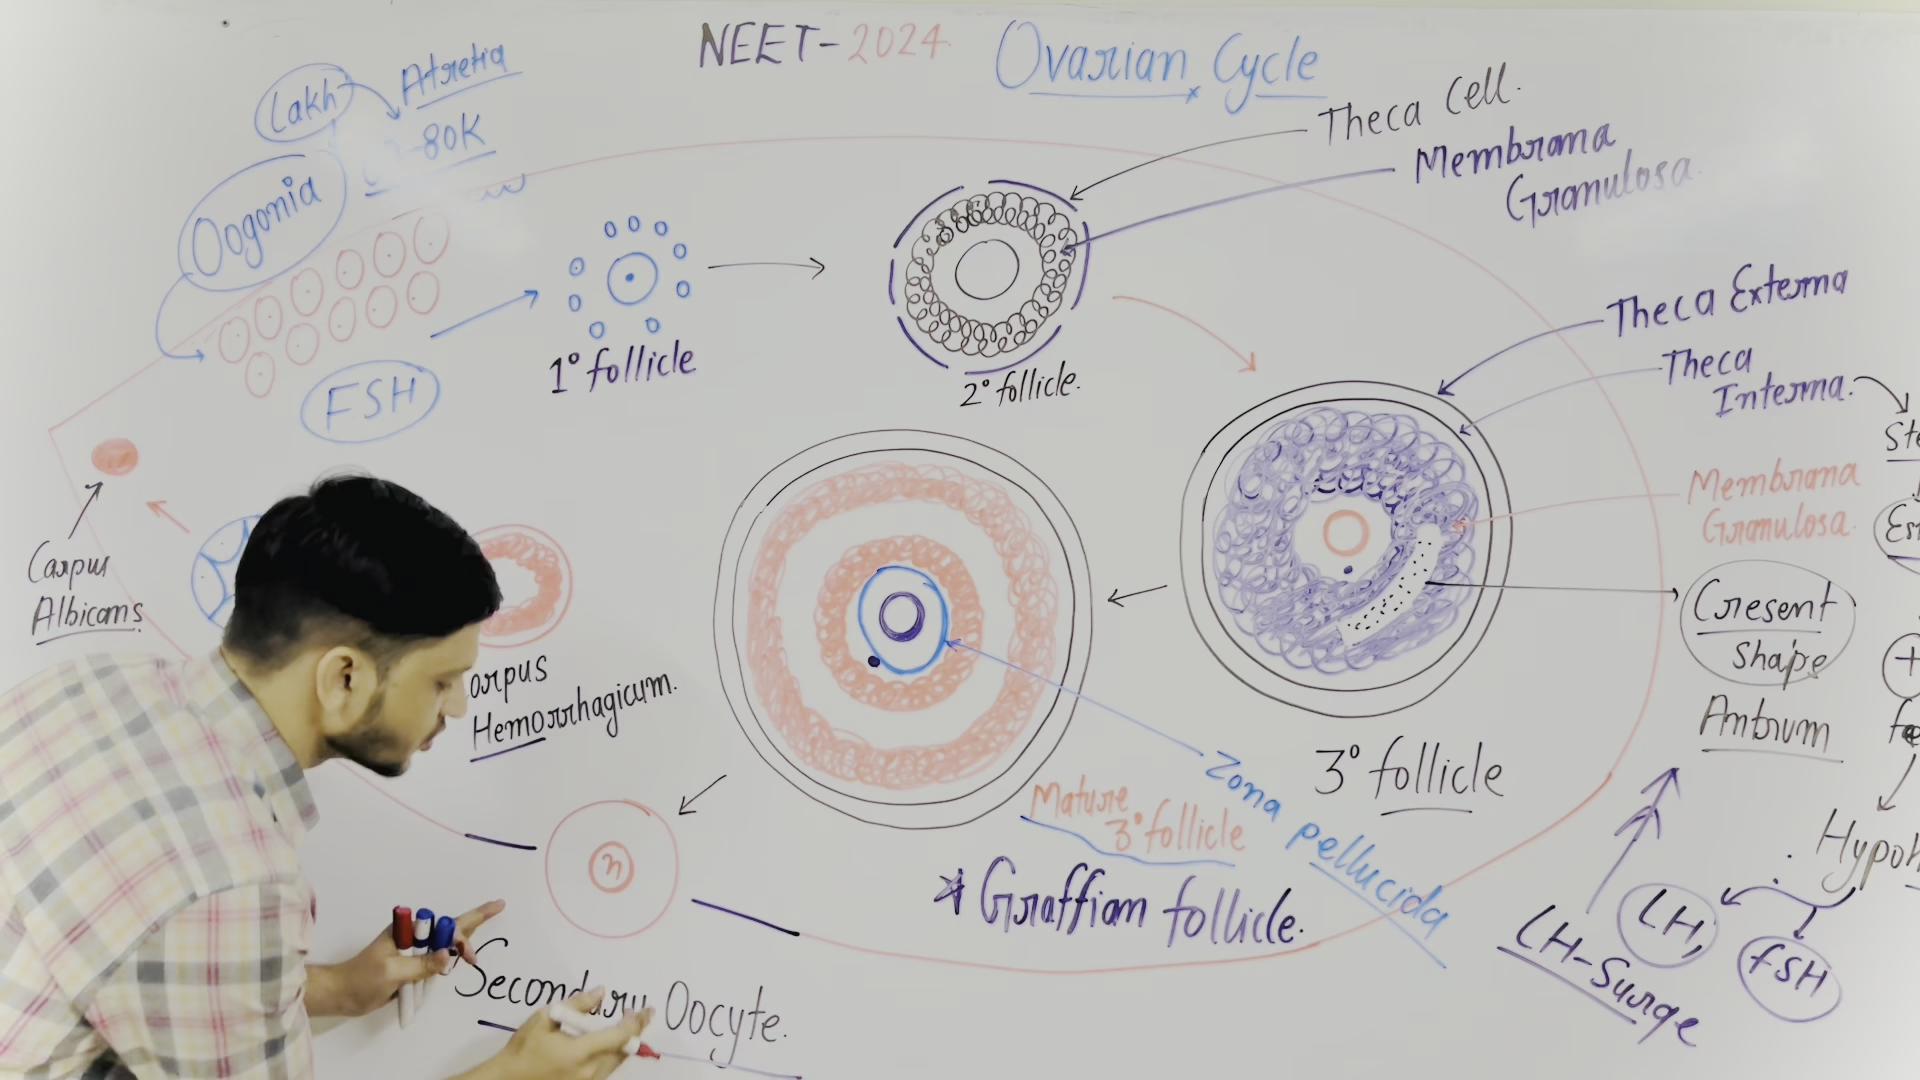 NEET-2024 Ovarian Cycle
Lakh
Atretia
-80K
Oogonia
FSH
1° follicle
2° follicle.
Theca Cell.
Membrana
Granulosa.
Theca Externa
Theca
Interna.
Membrana
Granulosa.
Cresent
Shape
Antrum
3° follicle
Zona pellucida
Mature
3° follicle
* Graffian follicle.
Secondary Oocyte.
n
orpus
Hemorrhagicum.
Carpus
Albicans.
+
LH,
FSH
LH-Surge